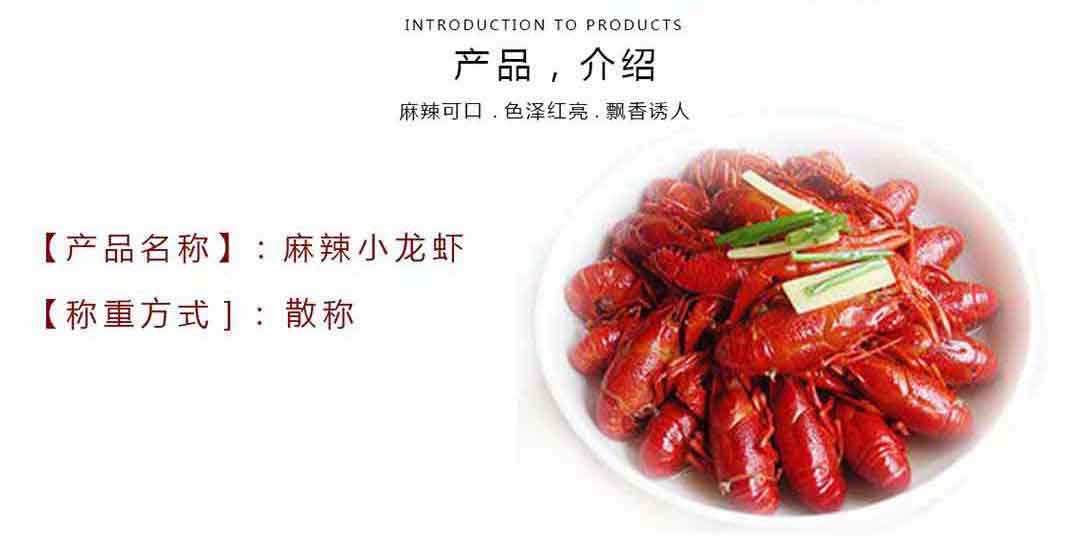 INTRODUCTION TO PRODUCTS
产品，介绍
麻辣可口.色泽红亮.飘香诱人
【产品名称】：麻辣小龙虾
【称重方式]：散称